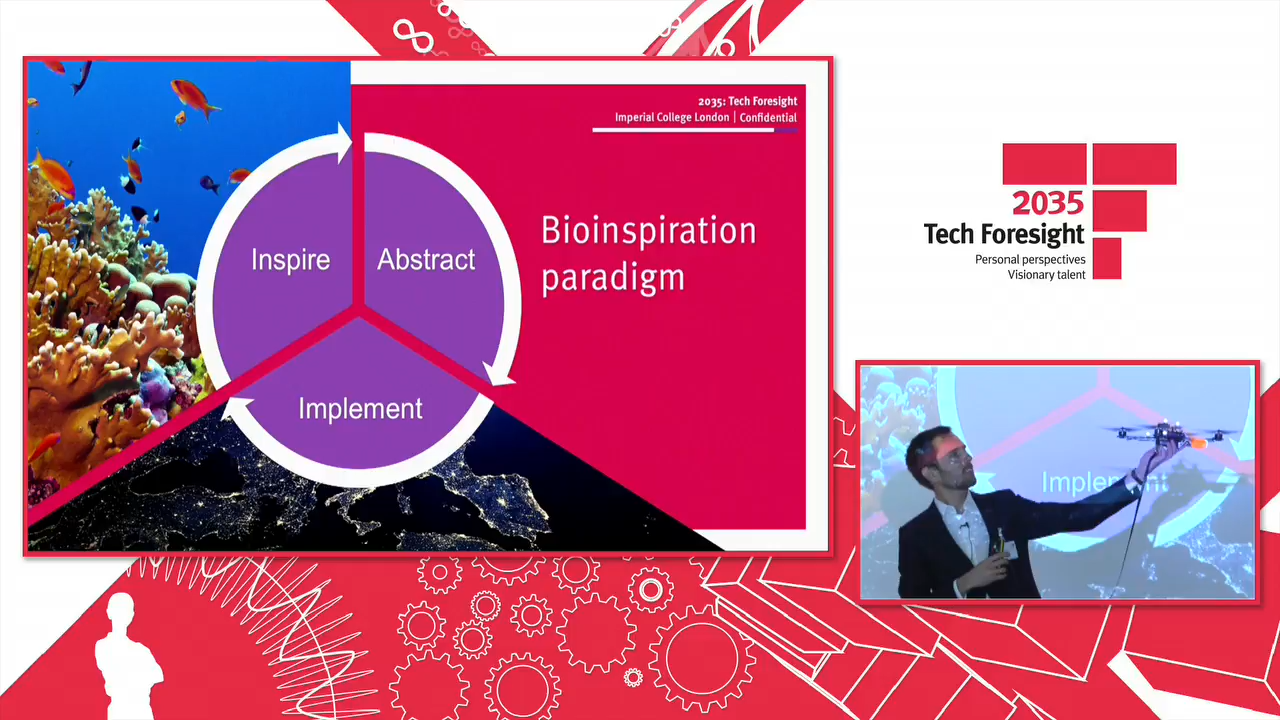 2035: Tech Foresight
Imperial College London | Confidential
Bioinspiration
paradigm
Inspire
Abstract
Implement
2035
Tech Foresight
Personal perspectives
Visionary talent
Implement